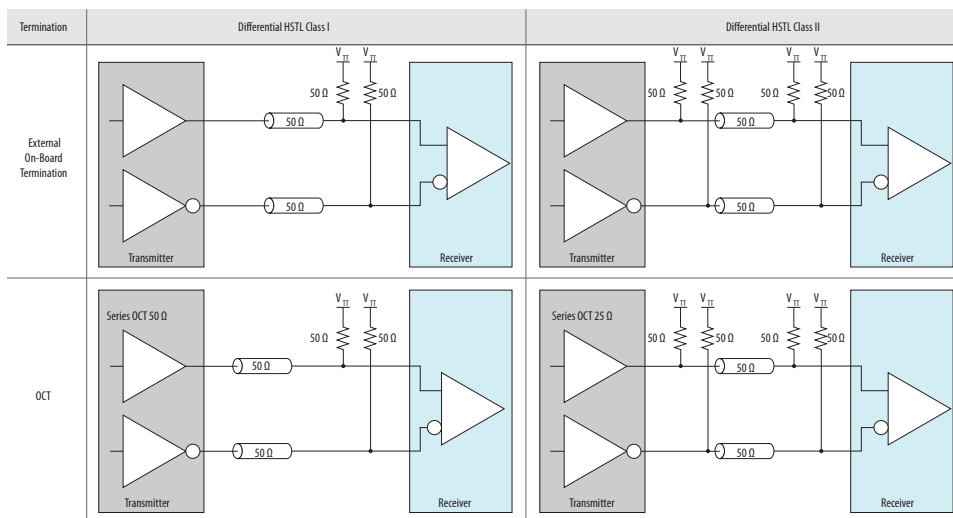 Termination
Differential HSTL Class I
Differential HSTL Class II
External
On-Board
Termination
V TT V TT
50 Ω 50 Ω
50 Ω
50 Ω
Transmitter
Receiver
V TT V TT V TT V TT
50 Ω 50 Ω 50 Ω 50 Ω
50 Ω
50 Ω
Transmitter
Receiver
OCT
Series OCT 50 Ω
V TT V TT
50 Ω 50 Ω
50 Ω
50 Ω
Transmitter
Receiver
Series OCT 25 Ω
V TT V TT V TT V TT
50 Ω 50 Ω 50 Ω 50 Ω
50 Ω
50 Ω
Transmitter
Receiver